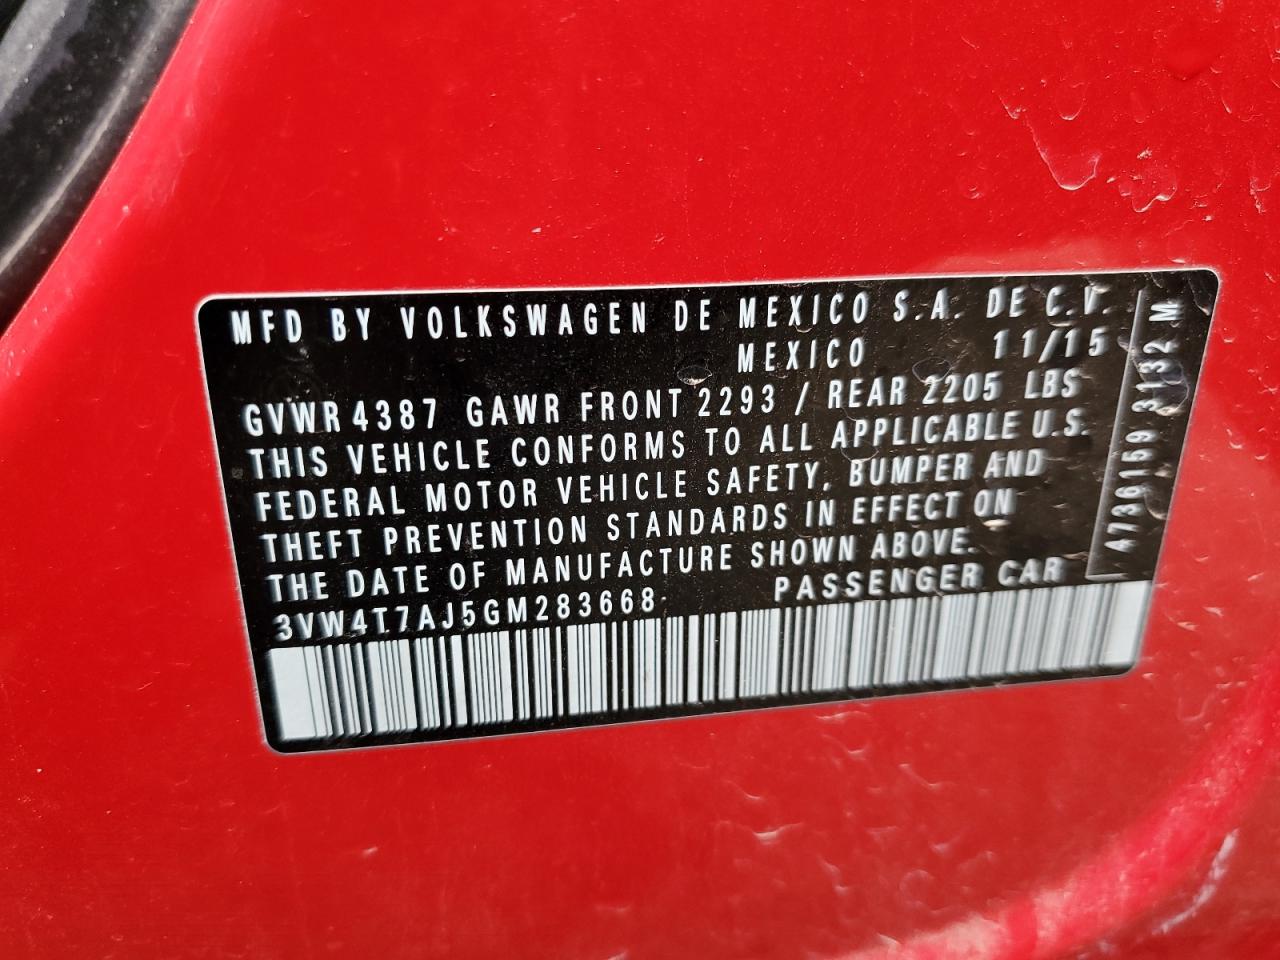 MFD BY VOLKSWAGEN DE MEXICO S.A. DE C.V.
MEXICO 11/15
GVWR 4387 GAWR FRONT 2293 / REAR 2205 LBS
THIS VEHICLE CONFORMS TO ALL APPLICABLE U.S.
FEDERAL MOTOR VEHICLE SAFETY, BUMPER AND
THEFT PREVENTION STANDARDS IN EFFECT ON
THE DATE OF MANUFACTURE SHOWN ABOVE.
3VW4T7AJ5GM283668 PASSENGER CAR
4736159 3132 M